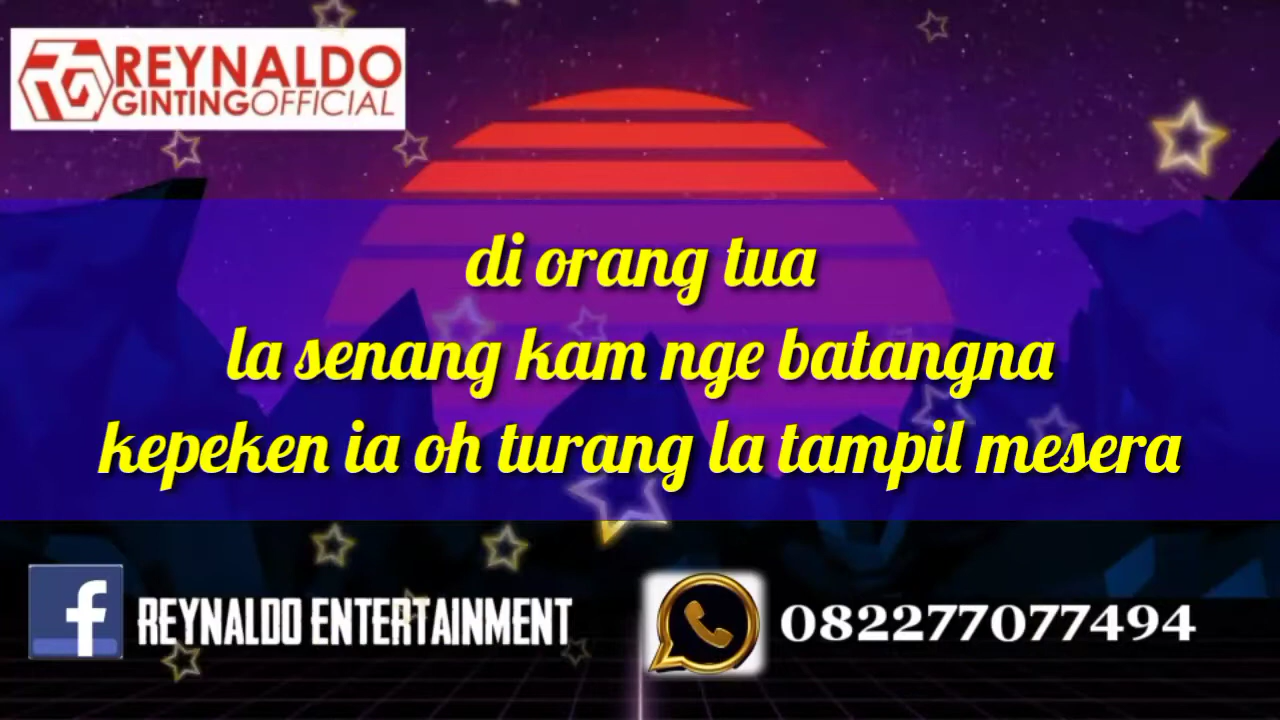 REYNALDO
GINTINGOFFICIAL
di orang tua
la senang kam nge batangna
kepeken ia oh turang la tampil mesera
f REYNALDO ENTERTAINMENT
082277077494